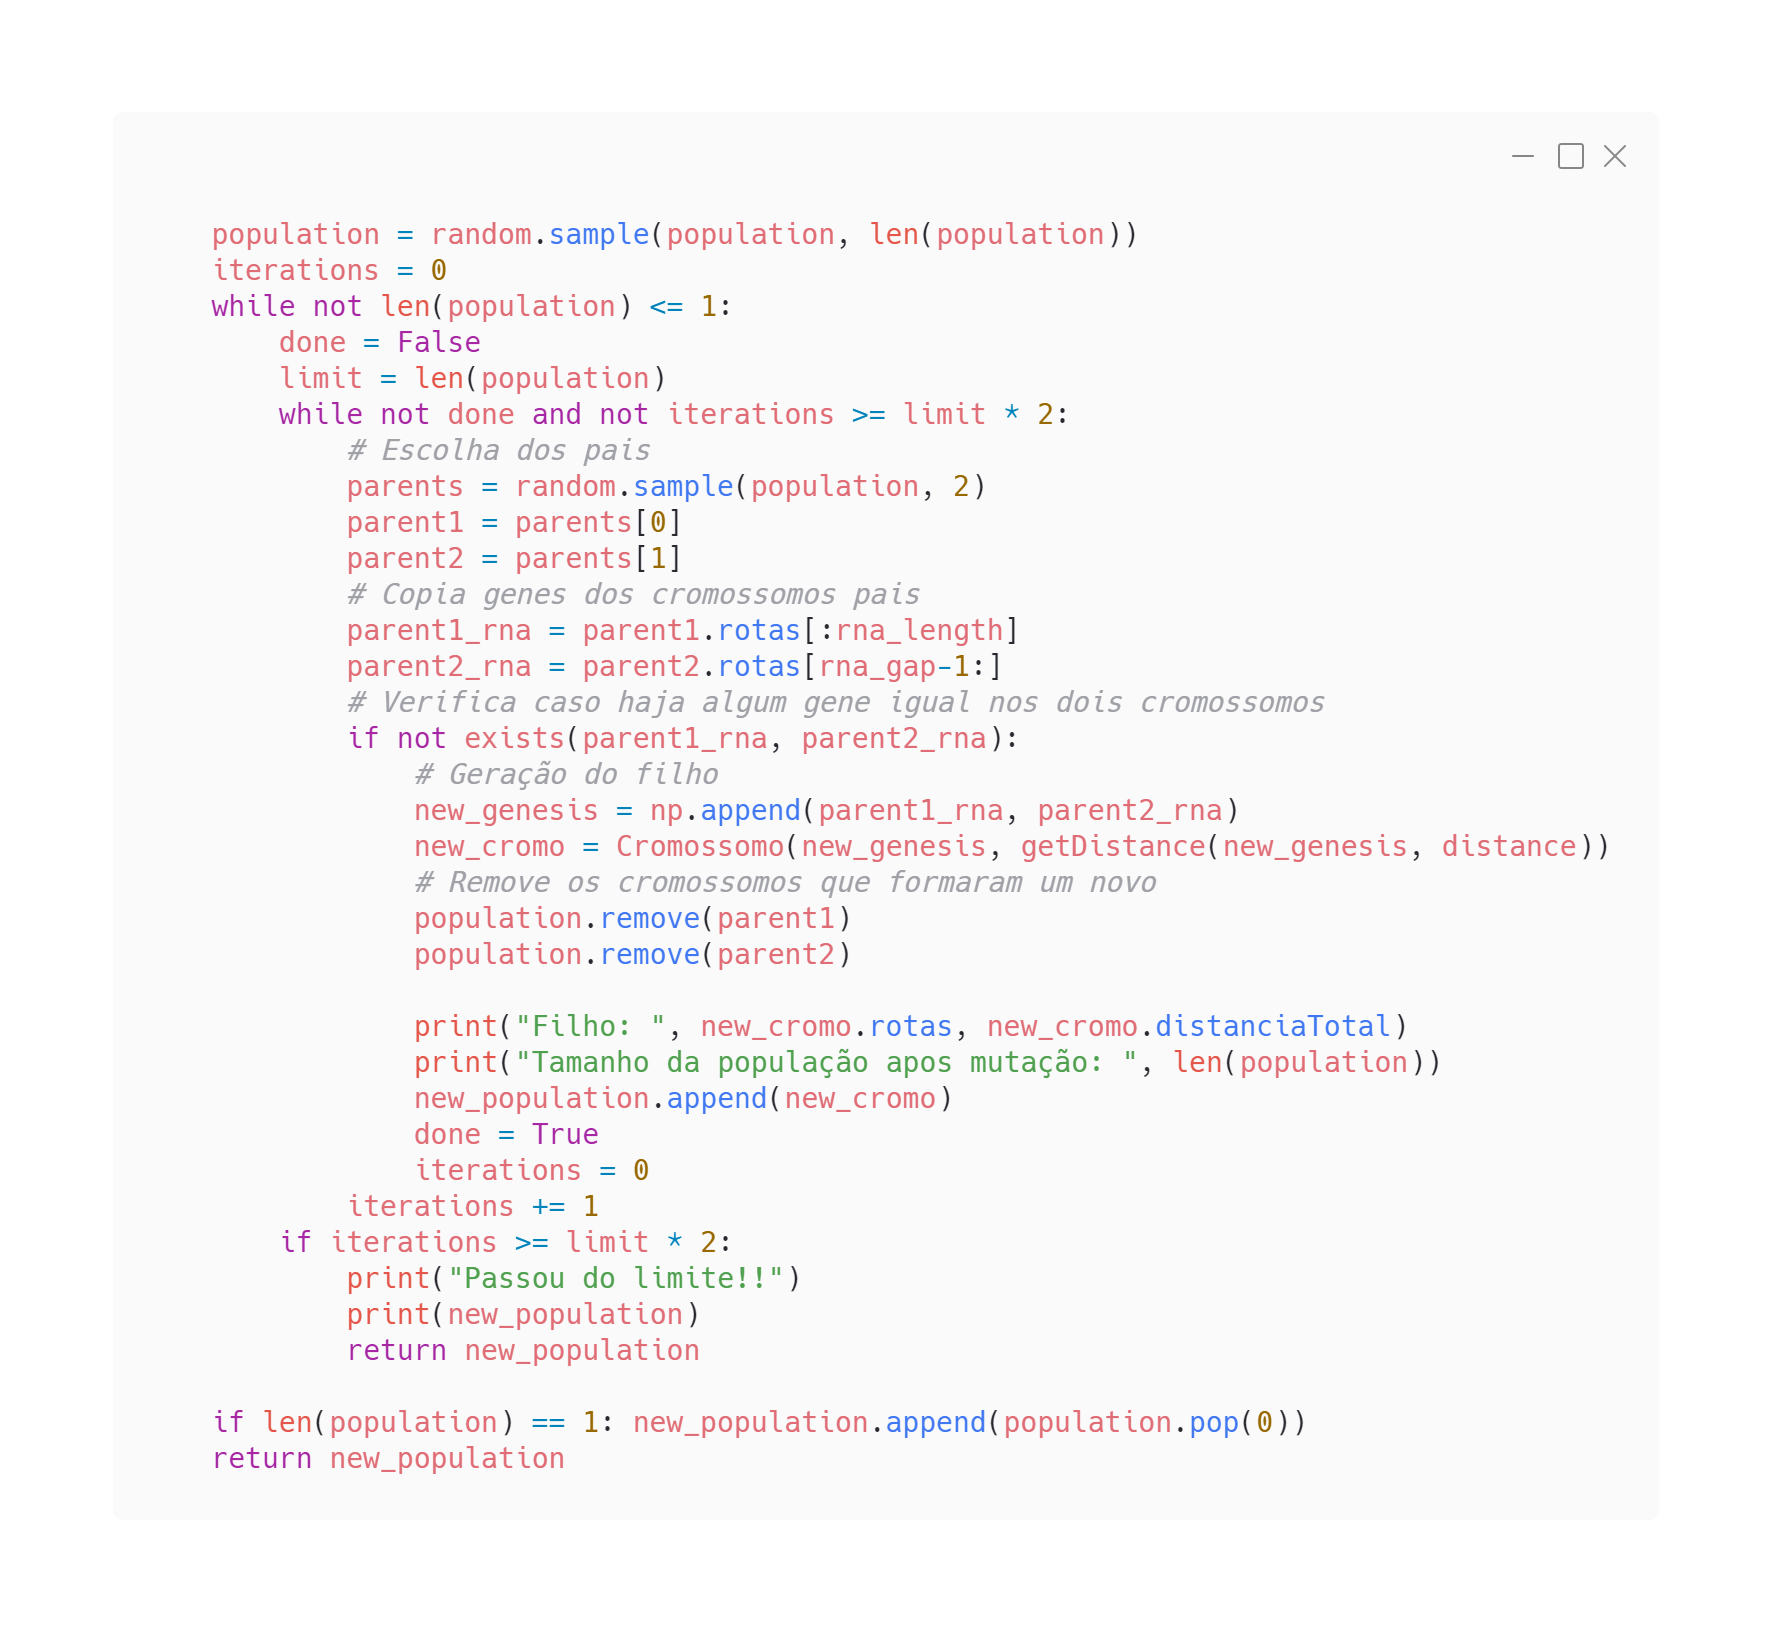 population = random.sample(population, len(population))
iterations = 0
while not len(population) <= 1:
    done = False
    limit = len(population)
    while not done and not iterations >= limit * 2:
        # Escolha dos pais
        parents = random.sample(population, 2)
        parent1 = parents[0]
        parent2 = parents[1]
        # Copia genes dos cromossomos pais
        parent1_rna = parent1.rotas[:rna_length]
        parent2_rna = parent2.rotas[rna_gap-1:]
        # Verifica caso haja algum gene igual nos dois cromossomos
        if not exists(parent1_rna, parent2_rna):
            # Geração do filho
            new_genesis = np.append(parent1_rna, parent2_rna)
            new_cromo = Cromossomo(new_genesis, getDistance(new_genesis, distance))
            # Remove os cromossomos que formaram um novo
            population.remove(parent1)
            population.remove(parent2)

            print("Filho: ", new_cromo.rotas, new_cromo.distanciaTotal)
            print("Tamanho da população apos mutação: ", len(population))
            new_population.append(new_cromo)
            done = True
            iterations = 0
        iterations += 1
    if iterations >= limit * 2:
        print("Passou do limite!!")
        print(new_population)
        return new_population

if len(population) == 1: new_population.append(population.pop(0))
return new_population